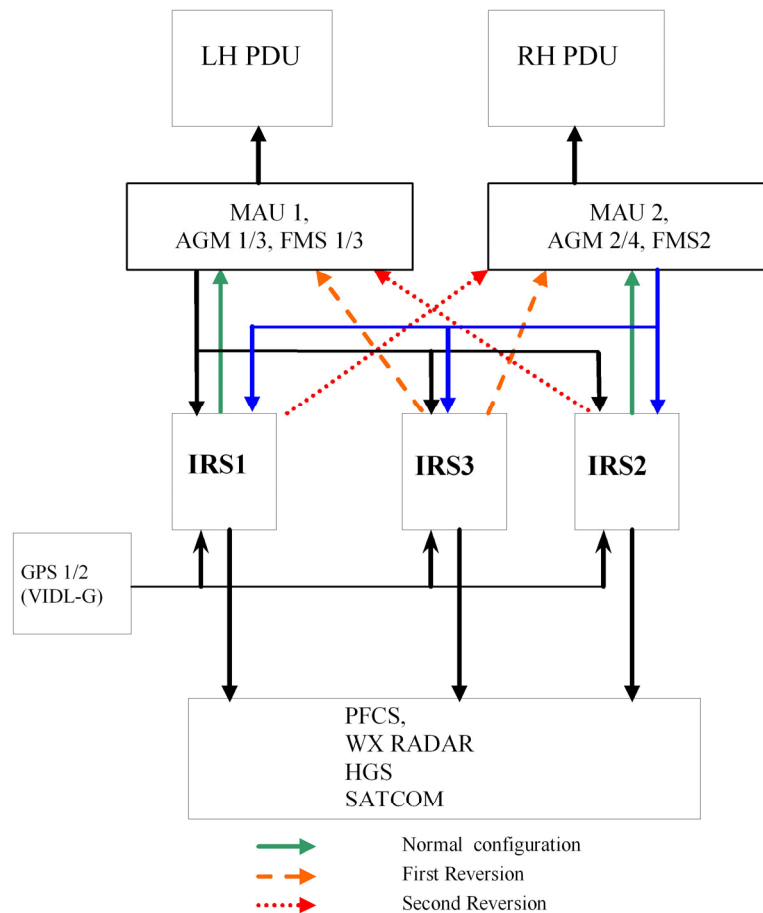 LH PDU
RH PDU
MAU 1,
AGM 1/3, FMS 1/3
MAU 2,
AGM 2/4, FMS2
IRS1
IRS3
IRS2
GPS 1/2
(VIDL-G)
PFCS,
WX RADAR
HGS
SATCOM
Normal configuration
First Reversion
Second Reversion